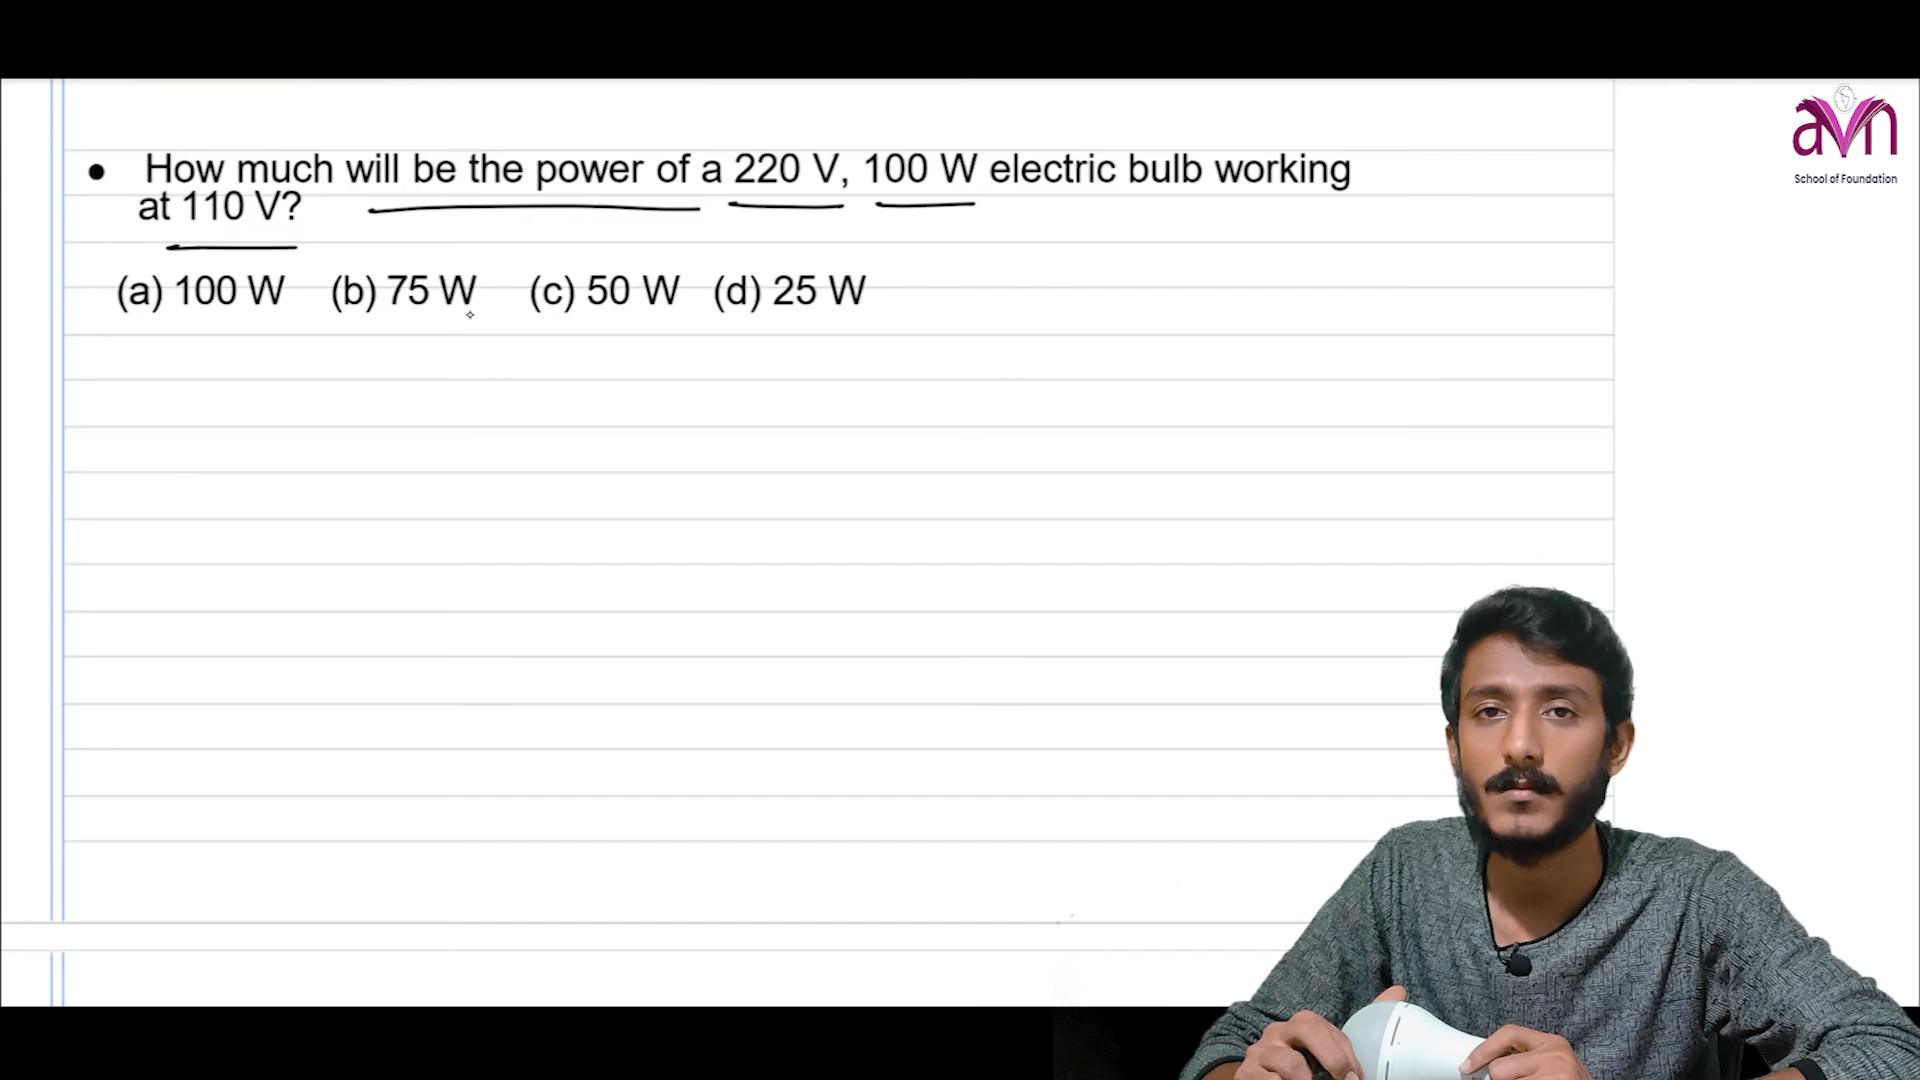 ● How much will be the power of a 220 V, 100 W electric bulb working
at 110 V?
(a) 100 W (b) 75 W (c) 50 W (d) 25 W
avn
School of Foundation